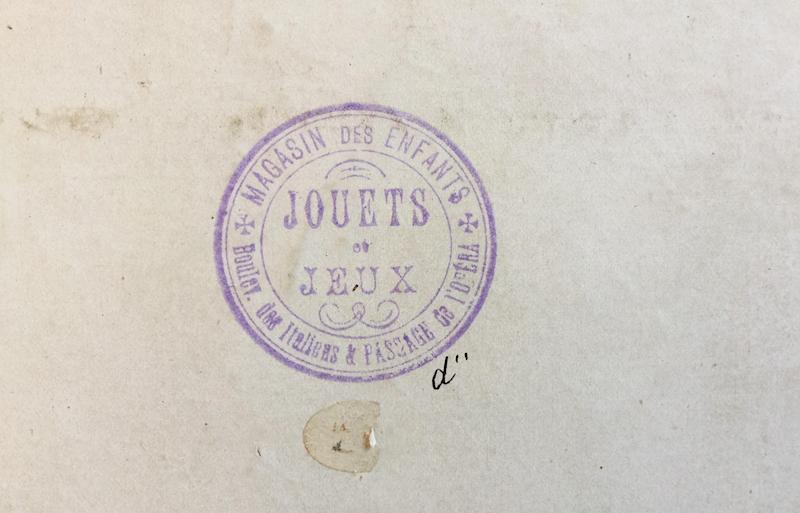 MAGASIN DES ENFANTS
JOUETS
et
JEUX
Boulev. des Italiens & PASSAGE de l'OPÉRA
d"